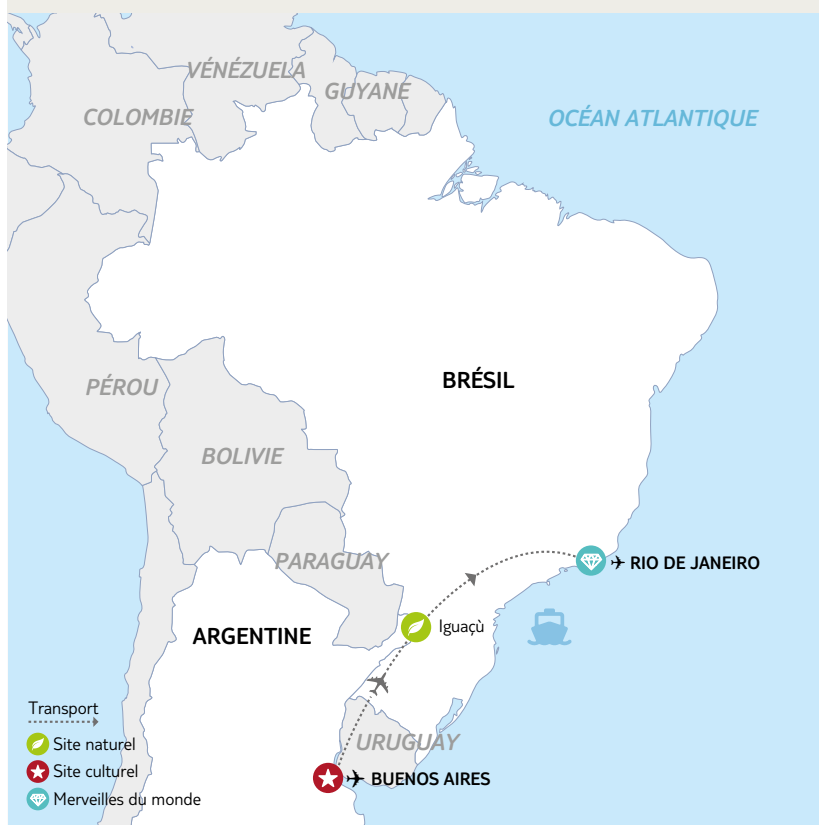 VÉNÉZUELA
GUYANE
COLOMBIE
OCÉAN ATLANTIQUE
BRÉSIL
PÉROU
BOLIVIE
PARAGUAY
RIO DE JANEIRO
Iguaçù
ARGENTINE
URUGUAY
BUENOS AIRES
Transport
Site naturel
Site culturel
Merveilles du monde